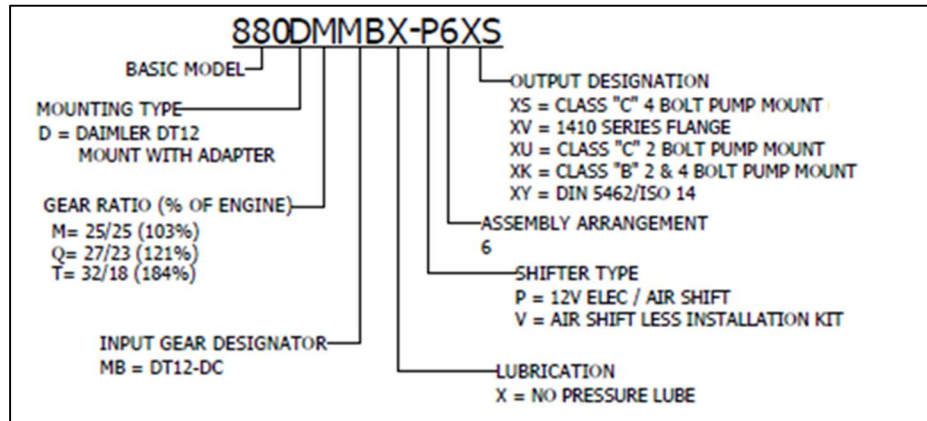 880DMMBX-P6XS
BASIC MODEL
MOUNTING TYPE
D = DAIMLER DT12
MOUNT WITH ADAPTER
GEAR RATIO (% OF ENGINE)
M= 25/25 (103%)
Q= 27/23 (121%)
T= 32/18 (184%)
INPUT GEAR DESIGNATOR
MB = DT12-DC
OUTPUT DESIGNATION
XS = CLASS "C" 4 BOLT PUMP MOUNT
XV = 1410 SERIES FLANGE
XU = CLASS "C" 2 BOLT PUMP MOUNT
XK = CLASS "B" 2 & 4 BOLT PUMP MOUNT
XY = DIN 5462/ISO 14
ASSEMBLY ARRANGEMENT
6
SHIFTER TYPE
P = 12V ELEC / AIR SHIFT
V = AIR SHIFT LESS INSTALLATION KIT
LUBRICATION
X = NO PRESSURE LUBE